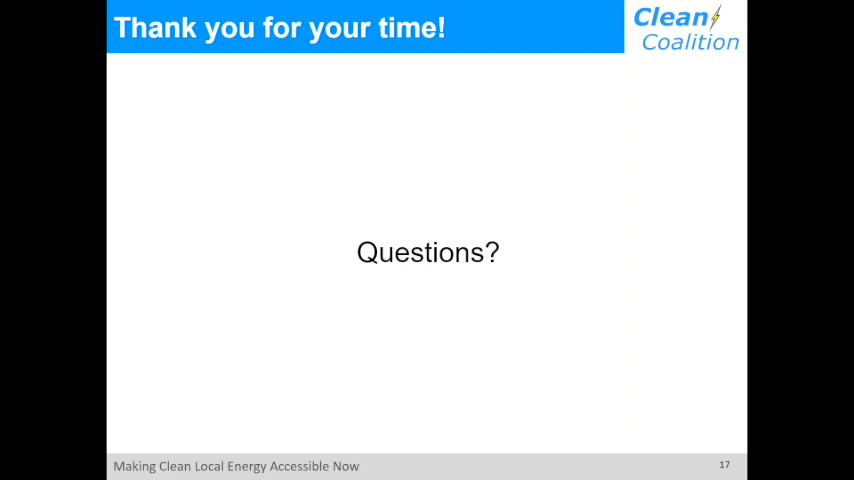 Thank you for your time!
Clean
Coalition
Questions?
Making Clean Local Energy Accessible Now
17